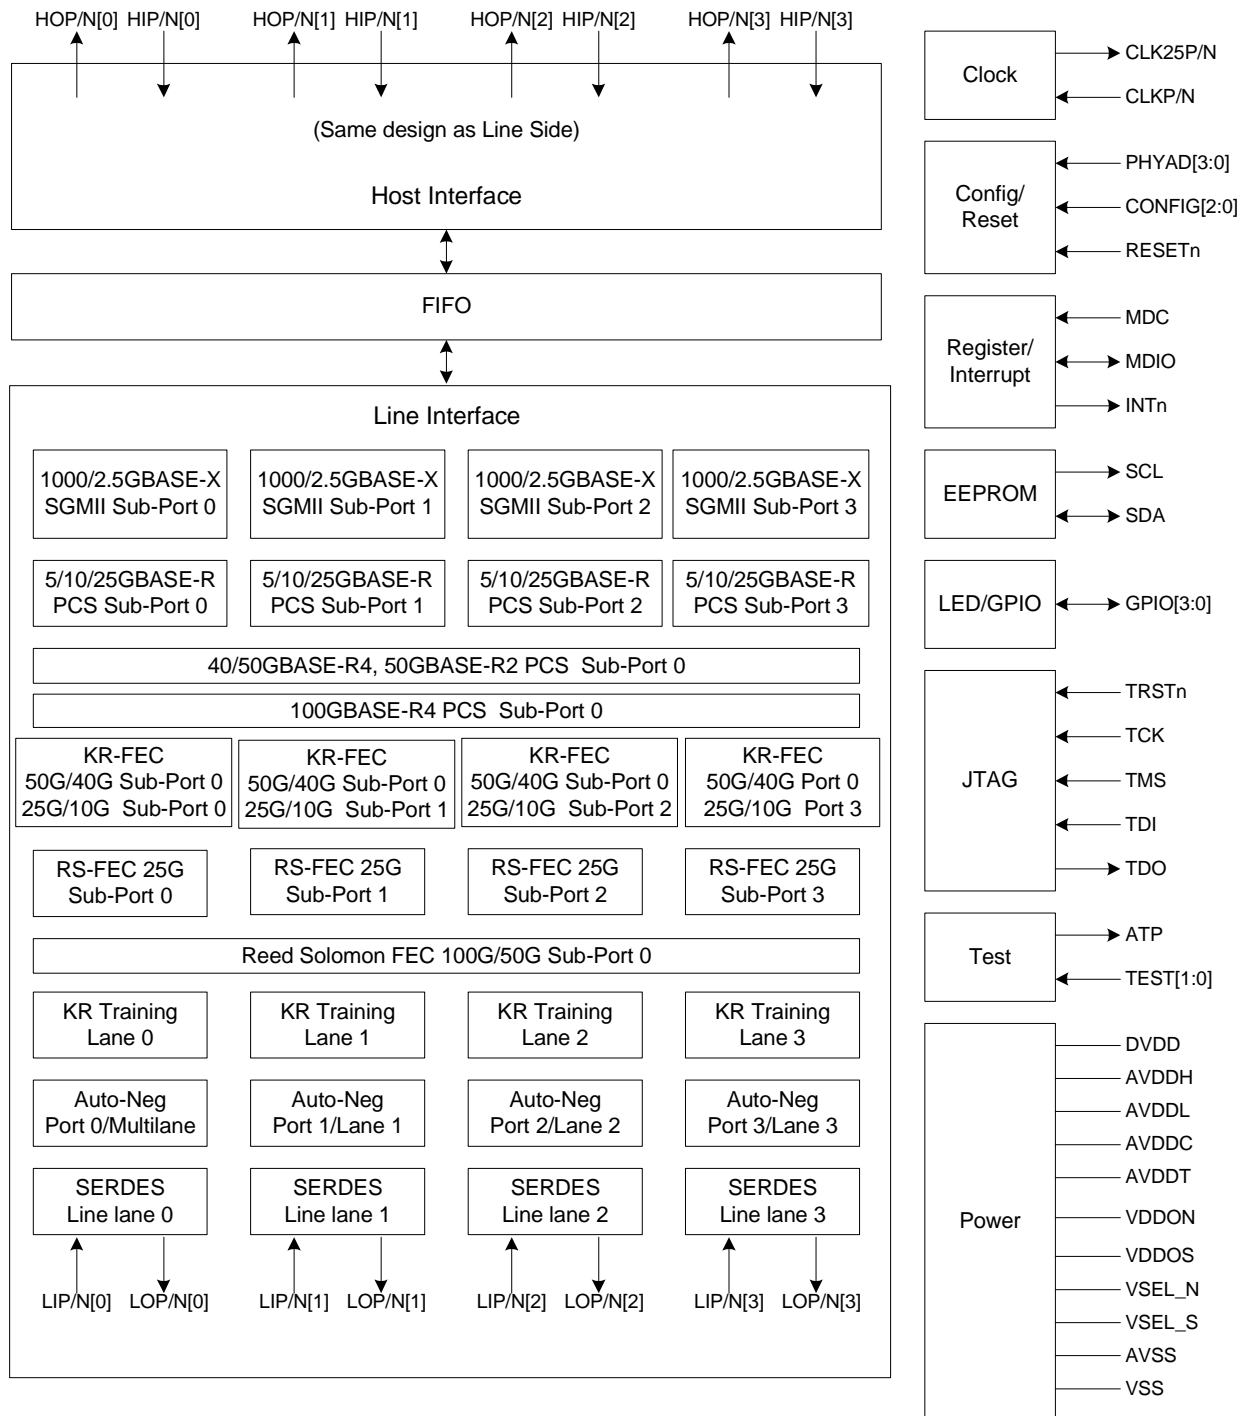 HOP/N[0] HIP/N[0] HOP/N[1] HIP/N[1] HOP/N[2] HIP/N[2] HOP/N[3] HIP/N[3]
(Same design as Line Side)
Host Interface
FIFO
Line Interface
1000/2.5GBASE-X
SGMII Sub-Port 0
1000/2.5GBASE-X
SGMII Sub-Port 1
1000/2.5GBASE-X
SGMII Sub-Port 2
1000/2.5GBASE-X
SGMII Sub-Port 3
5/10/25GBASE-R
PCS Sub-Port 0
5/10/25GBASE-R
PCS Sub-Port 1
5/10/25GBASE-R
PCS Sub-Port 2
5/10/25GBASE-R
PCS Sub-Port 3
40/50GBASE-R4, 50GBASE-R2 PCS Sub-Port 0
100GBASE-R4 PCS Sub-Port 0
KR-FEC
50G/40G Sub-Port 0
25G/10G Sub-Port 0
KR-FEC
50G/40G Sub-Port 0
25G/10G Sub-Port 1
KR-FEC
50G/40G Sub-Port 0
25G/10G Sub-Port 2
KR-FEC
50G/40G Port 0
25G/10G Port 3
RS-FEC 25G
Sub-Port 0
RS-FEC 25G
Sub-Port 1
RS-FEC 25G
Sub-Port 2
RS-FEC 25G
Sub-Port 3
Reed Solomon FEC 100G/50G Sub-Port 0
KR Training
Lane 0
KR Training
Lane 1
KR Training
Lane 2
KR Training
Lane 3
Auto-Neg
Port 0/Multilane
Auto-Neg
Port 1/Lane 1
Auto-Neg
Port 2/Lane 2
Auto-Neg
Port 3/Lane 3
SERDES
Line lane 0
SERDES
Line lane 1
SERDES
Line lane 2
SERDES
Line lane 3
LIP/N[0] LOP/N[0] LIP/N[1] LOP/N[1] LIP/N[2] LOP/N[2] LIP/N[3] LOP/N[3]
Clock
CLK25P/N
CLKP/N
Config/
Reset
PHYAD[3:0]
CONFIG[2:0]
RESETn
Register/
Interrupt
MDC
MDIO
INTn
EEPROM
SCL
SDA
LED/GPIO
GPIO[3:0]
JTAG
TRSTn
TCK
TMS
TDI
TDO
Test
ATP
TEST[1:0]
Power
DVDD
AVDDH
AVDDL
AVDDC
AVDDT
VDDON
VDDOS
VSEL_N
VSEL_S
AVSS
VSS